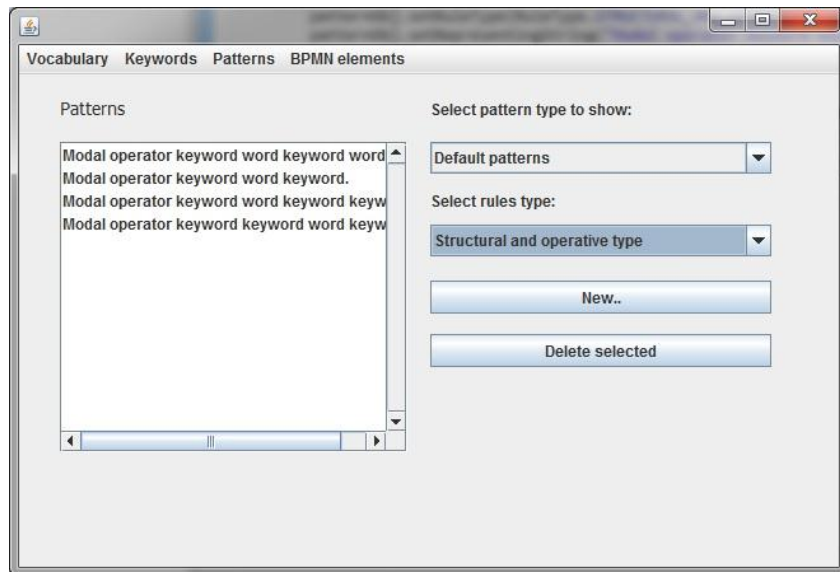 Vocabulary Keywords Patterns BPMN elements
Patterns
Modal operator keyword word keyword word
Modal operator keyword word keyword.
Modal operator keyword word keyword keyw
Modal operator keyword keyword word keyw
Select pattern type to show:
Default patterns
Select rules type:
Structural and operative type
New..
Delete selected